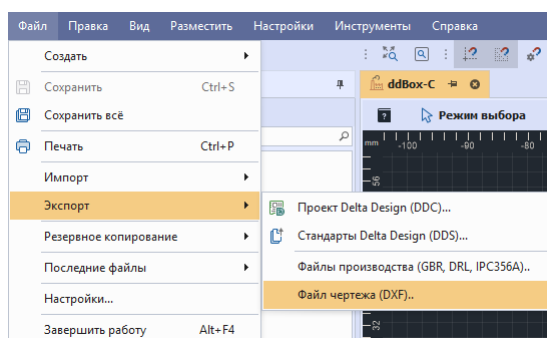 Файл Правка Вид Разместить Настройки Инструменты Справка
Создать
Сохранить Ctrl+S
ddBox-C
Сохранить всё
Режим выбора
Печать Ctrl+P
mm -100 -90 -80
Импорт
56
Экспорт
Проект Delta Design (DDC)...
Резервное копирование
Стандарты Delta Design (DDS)...
Последние файлы
Файлы производства (GBR, DRL, IPC356A)..
Настройки...
Файл чертежа (DXF)..
Завершить работу Alt+F4
32